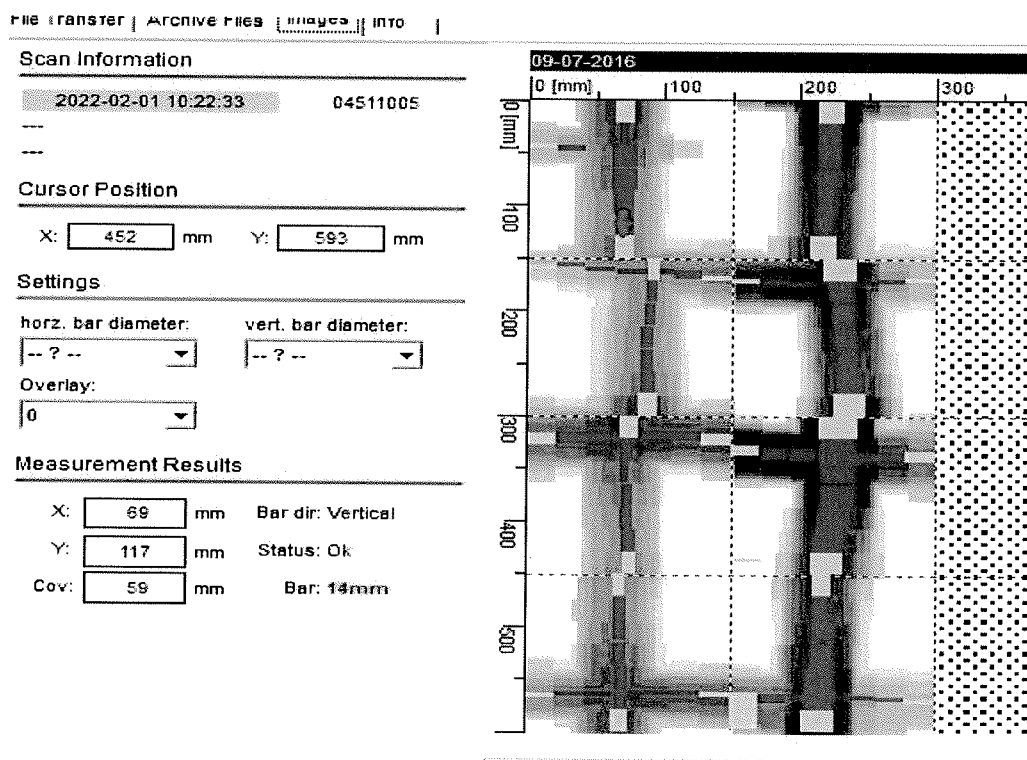 File Transfer Archive Files Images Info
Scan Information
2022-02-01 10:22:33 04511005
---
---
Cursor Position
X: 452 mm Y: 593 mm
Settings
horz. bar diameter: vert. bar diameter:
-- ? -- -- ? --
Overlay:
0
Measurement Results
X: 69 mm Bar dir: Vertical
Y: 117 mm Status: Ok
Cov: 59 mm Bar: 14mm
09-07-2016
0 [mm] 100 200 300
0 [mm]
100
200
300
400
500